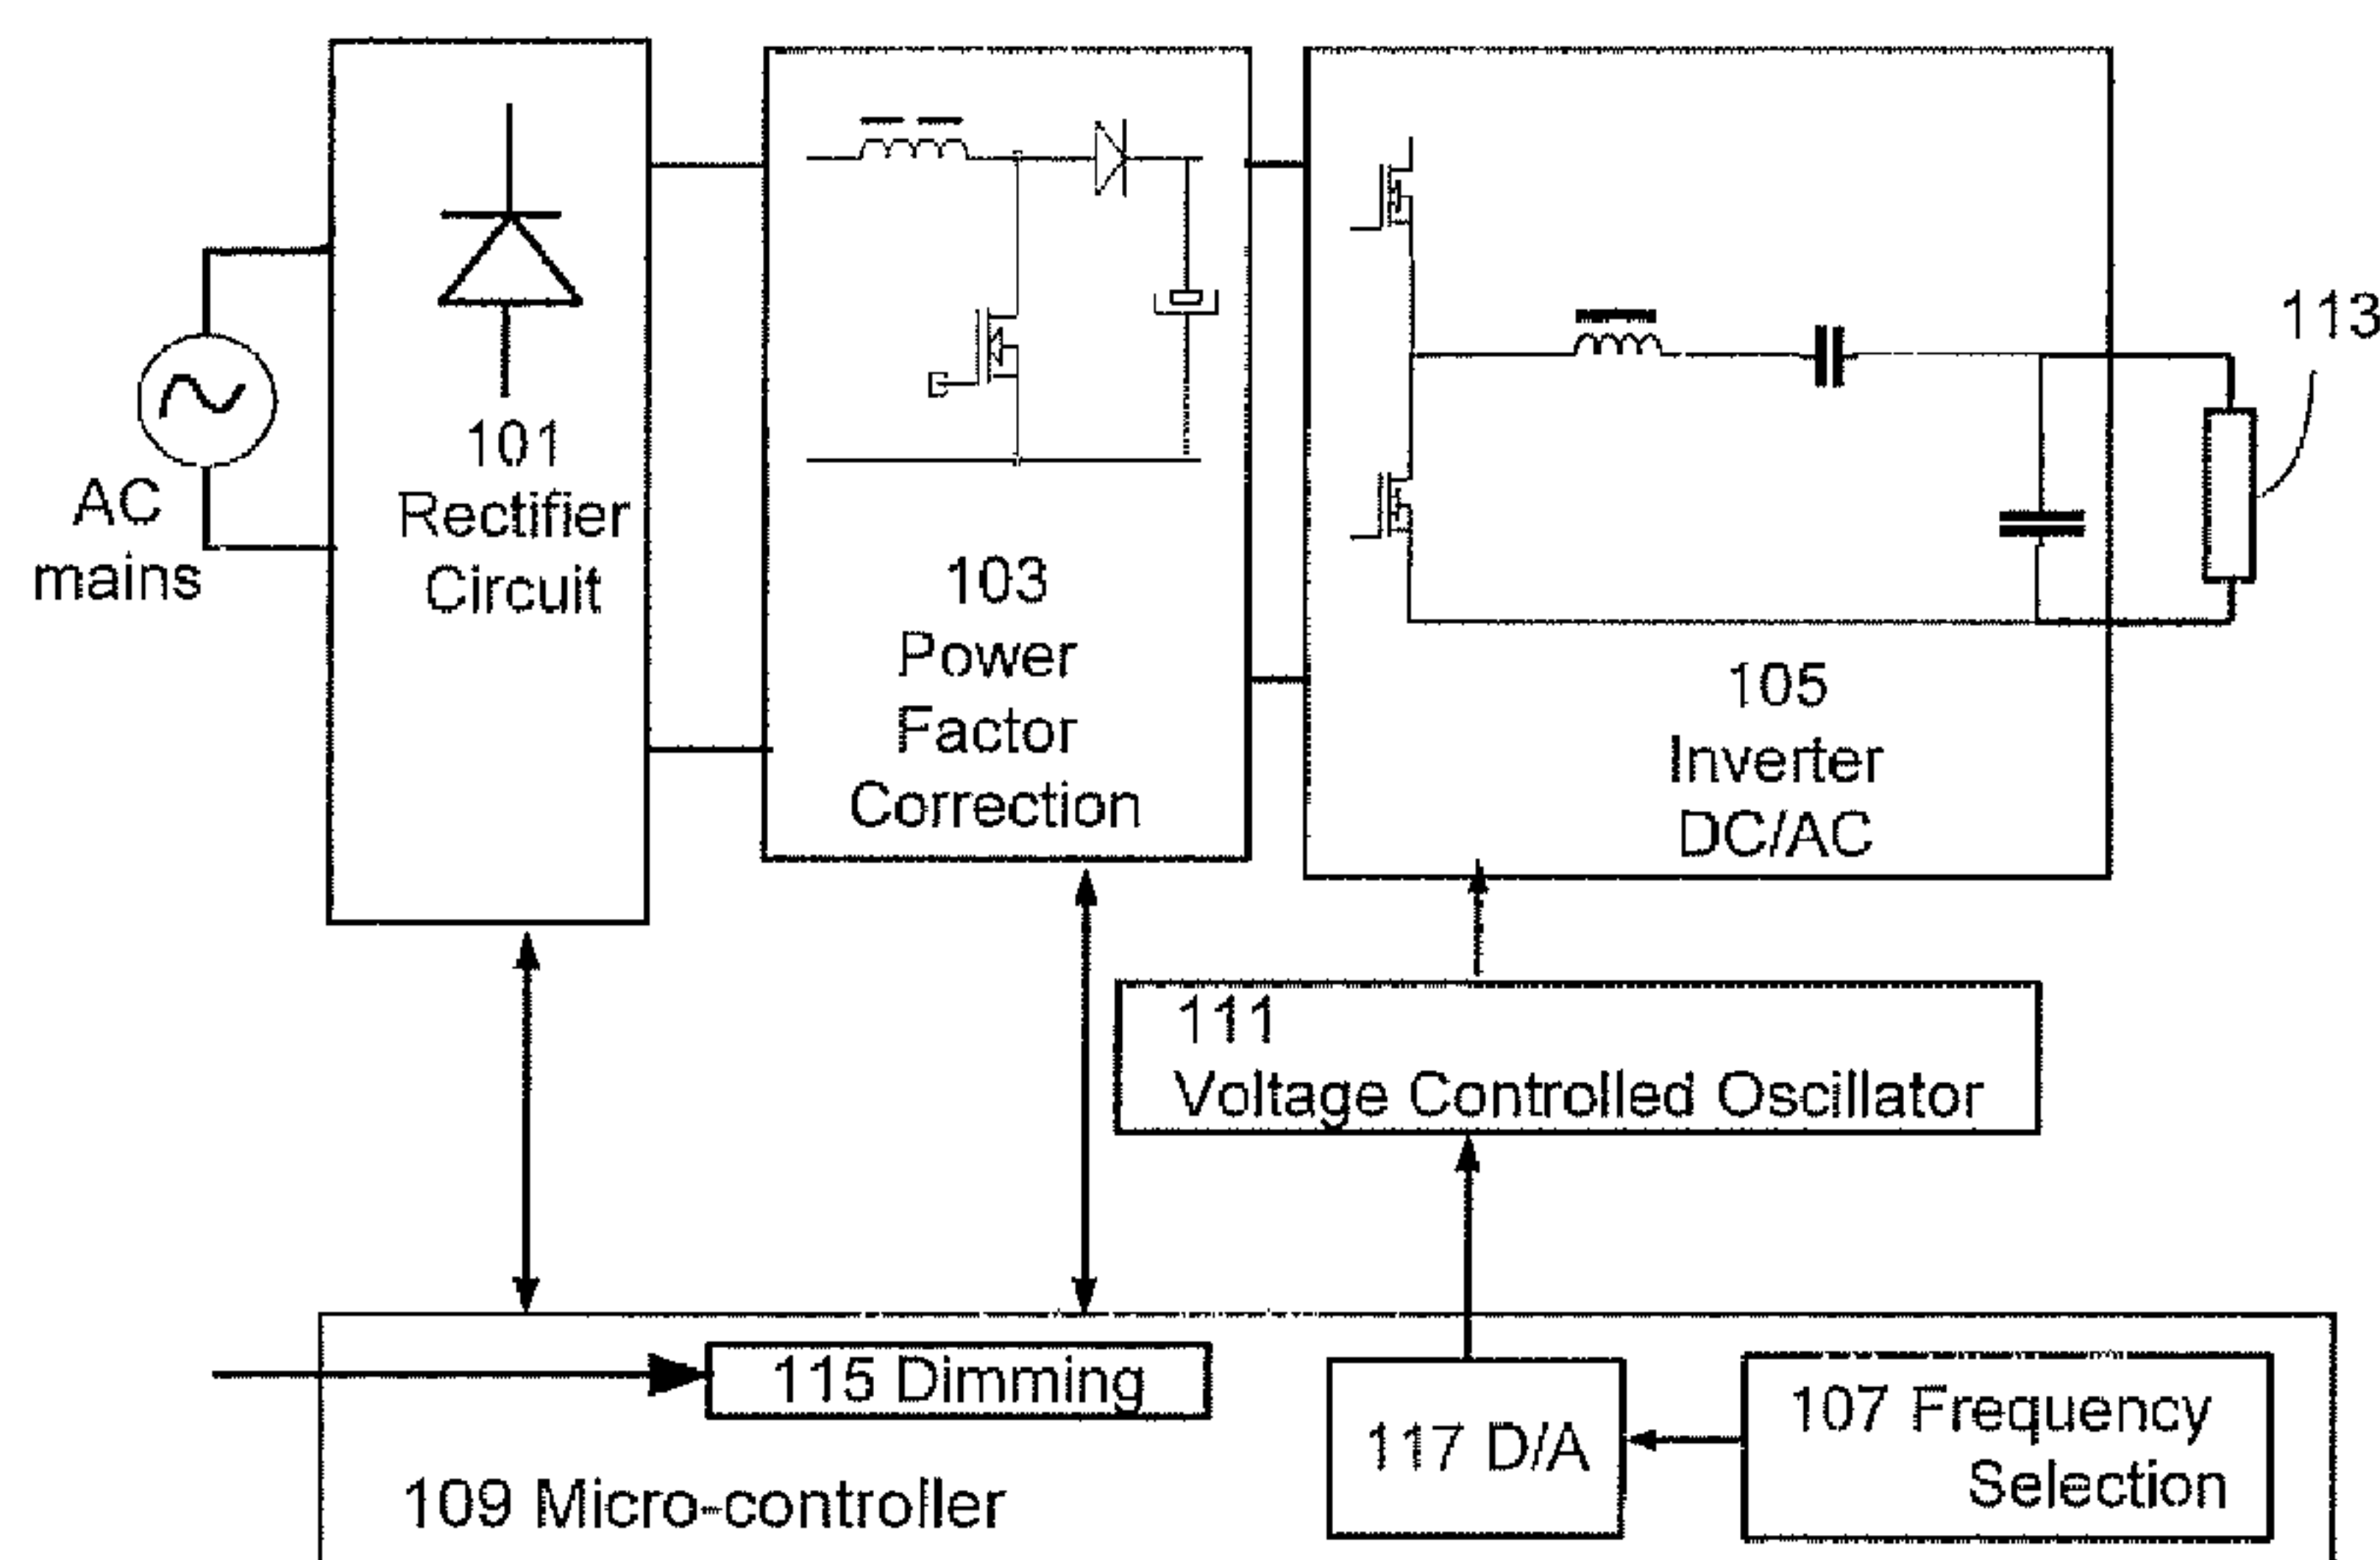 AC
mains
101
Rectifier
Circuit
103
Power
Factor
Correction
105
Inverter
DC/AC
113
111
Voltage Controlled Oscillator
115 Dimming
109 Micro-controller
117 D/A
107 Frequency
Selection